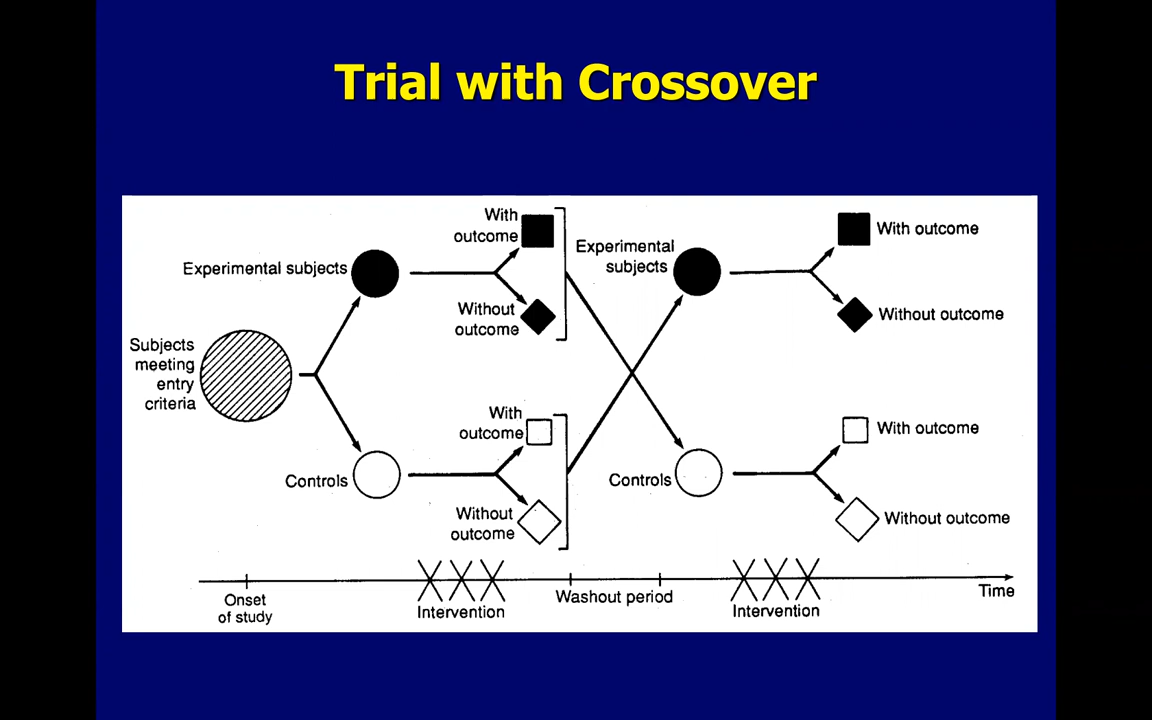 Trial with Crossover
With
outcome
Experimental subjects
Without
outcome
Experimental
subjects
With outcome
Without outcome
Subjects
meeting
entry
criteria
With
outcome
Controls
Without
outcome
Controls
With outcome
Without outcome
Onset
of study
Intervention
Washout period
Intervention
Time